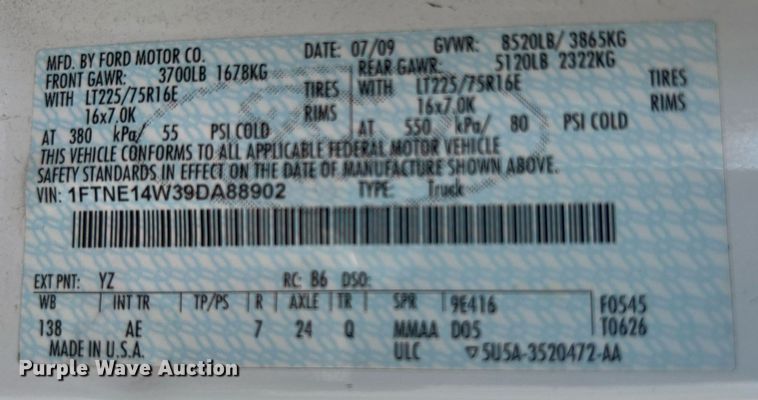 MFD. BY FORD MOTOR CO. DATE: 07/09 GVWR: 8520LB/ 3865KG
FRONT GAWR: 3700LB 1678KG REAR GAWR: 5120LB 2322KG
WITH LT225/75R16E TIRES WITH LT225/75R16E TIRES
16x7.0K RIMS 16x7.0K RIMS
AT 380 kPa/ 55 PSI COLD AT 550 kPa/ 80 PSI COLD
THIS VEHICLE CONFORMS TO ALL APPLICABLE FEDERAL MOTOR VEHICLE
SAFETY STANDARDS IN EFFECT ON THE DATE OF MANUFACTURE SHOWN ABOVE.
VIN: 1FTNE14W39DA88902 TYPE: Truck
EXT PNT: YZ RC: 86 DSO:
WB INT TR TP/PS R AXLE TR SPR 9E416 F0545
138 AE 7 24 Q MMAA D05 T0626
MADE IN U.S.A. ULC ▽5U5A-3520472-AA
Purple Wave Auction